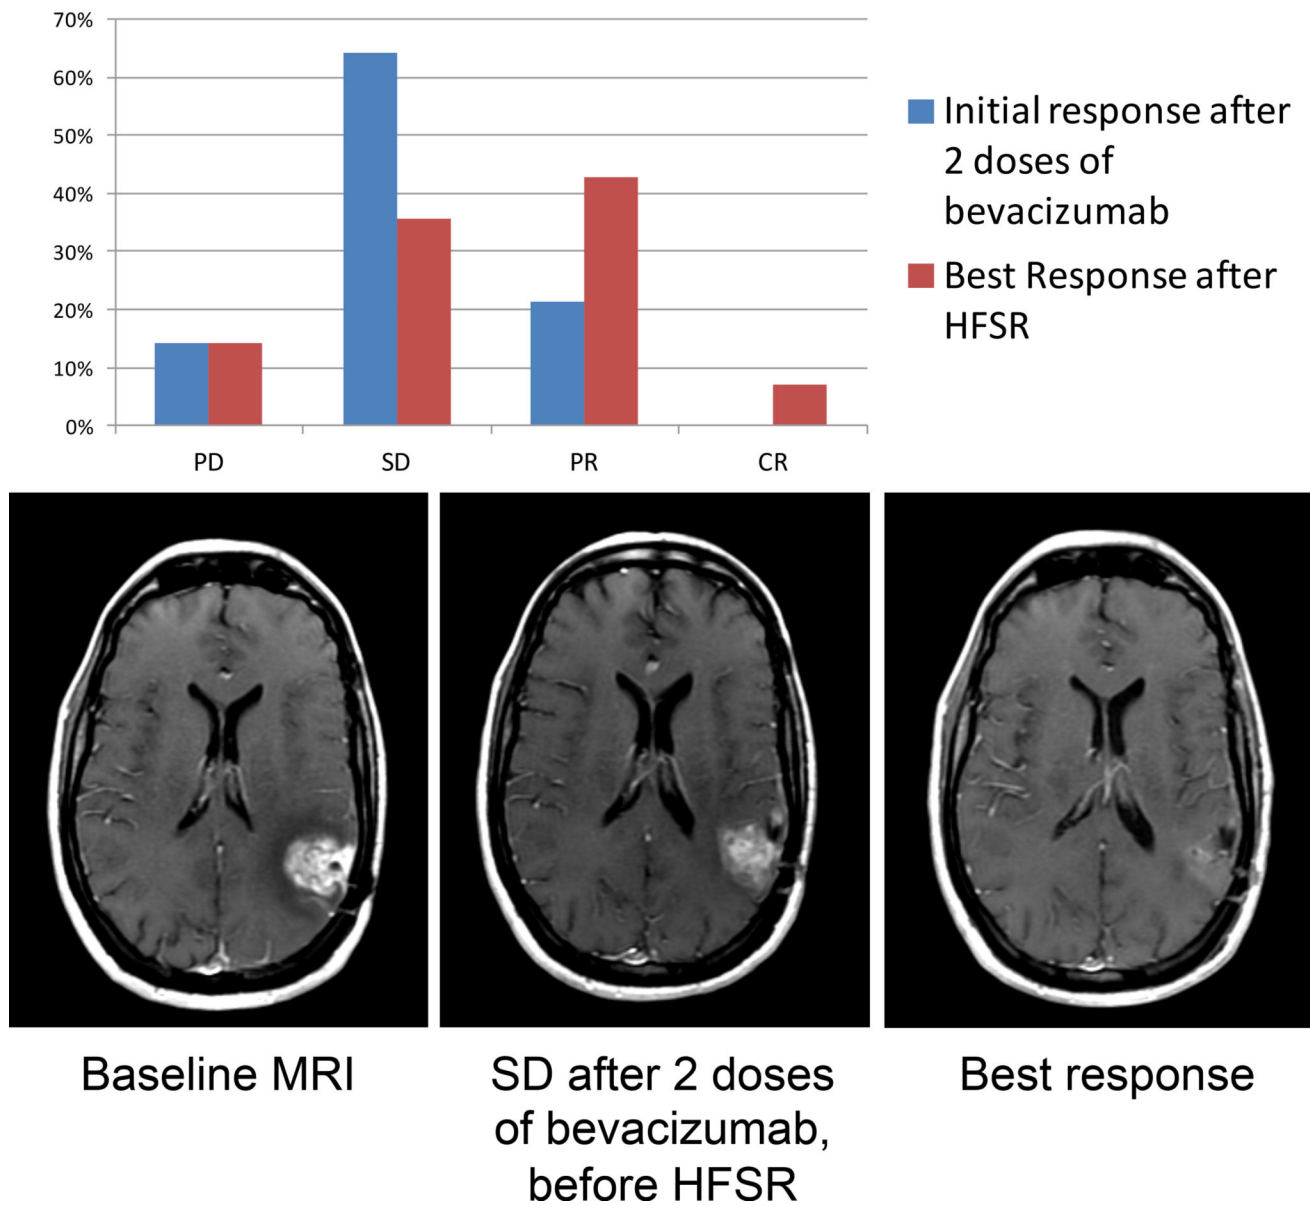 70%
60%
50%
40%
30%
20%
10%
0%
PD
SD
PR
CR
Initial response after
2 doses of
bevacizumab
Best Response after
HFSR
Baseline MRI
SD after 2 doses
of bevacizumab,
before HFSR
Best response